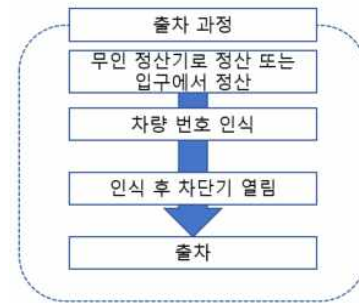 출차 과정
무인 정산기로 정산 또는
입구에서 정산
차량 번호 인식
인식 후 차단기 열림
출차